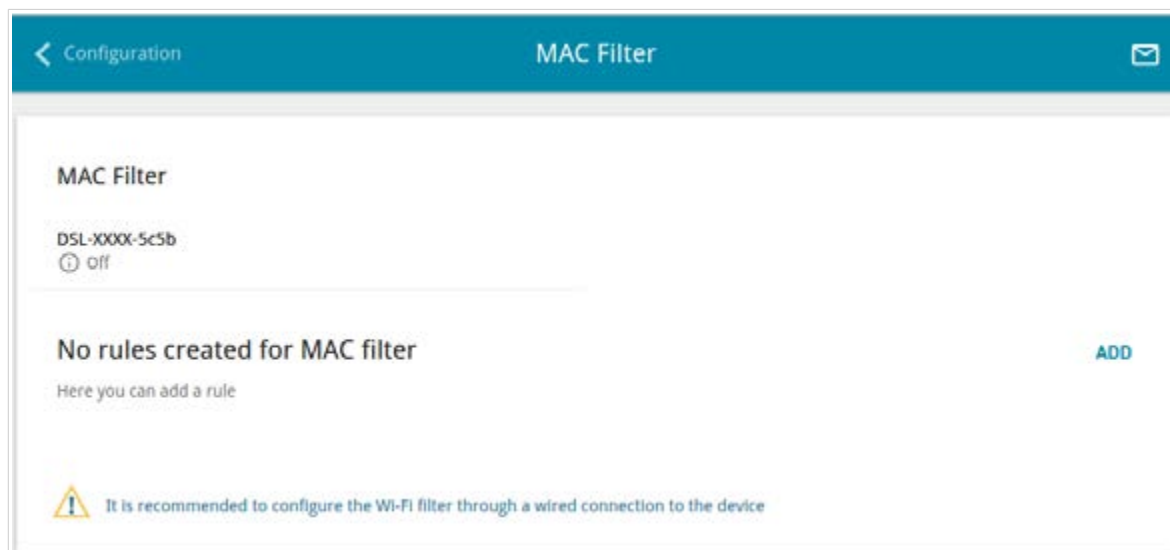 Configuration
MAC Filter
MAC Filter
DSL-XXXX-5c5b
Off
No rules created for MAC filter
ADD
Here you can add a rule
It is recommended to configure the Wi-Fi filter through a wired connection to the device